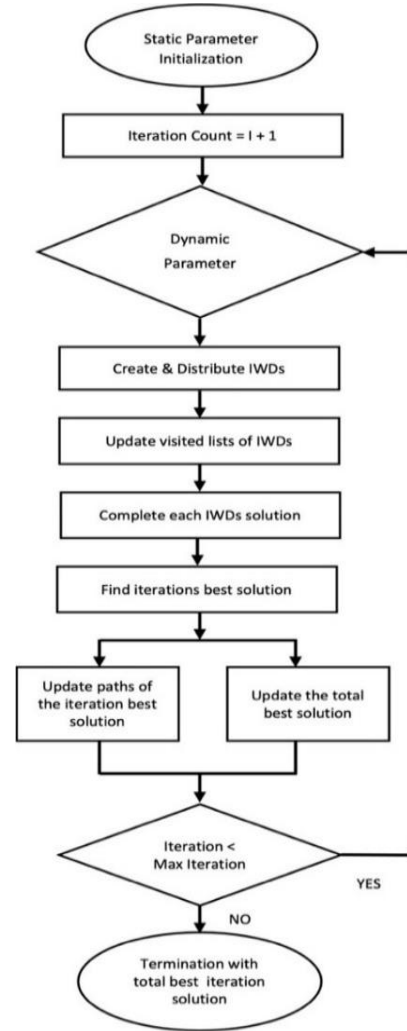 Static Parameter
Initialization
Iteration Count = I + 1
Dynamic
Parameter
Create & Distribute IWDs
Update visited lists of IWDs
Complete each IWDs solution
Find iterations best solution
Update paths of
the iteration best
solution
Update the total
best solution
Iteration <
Max Iteration
YES
NO
Termination with
total best iteration
solution